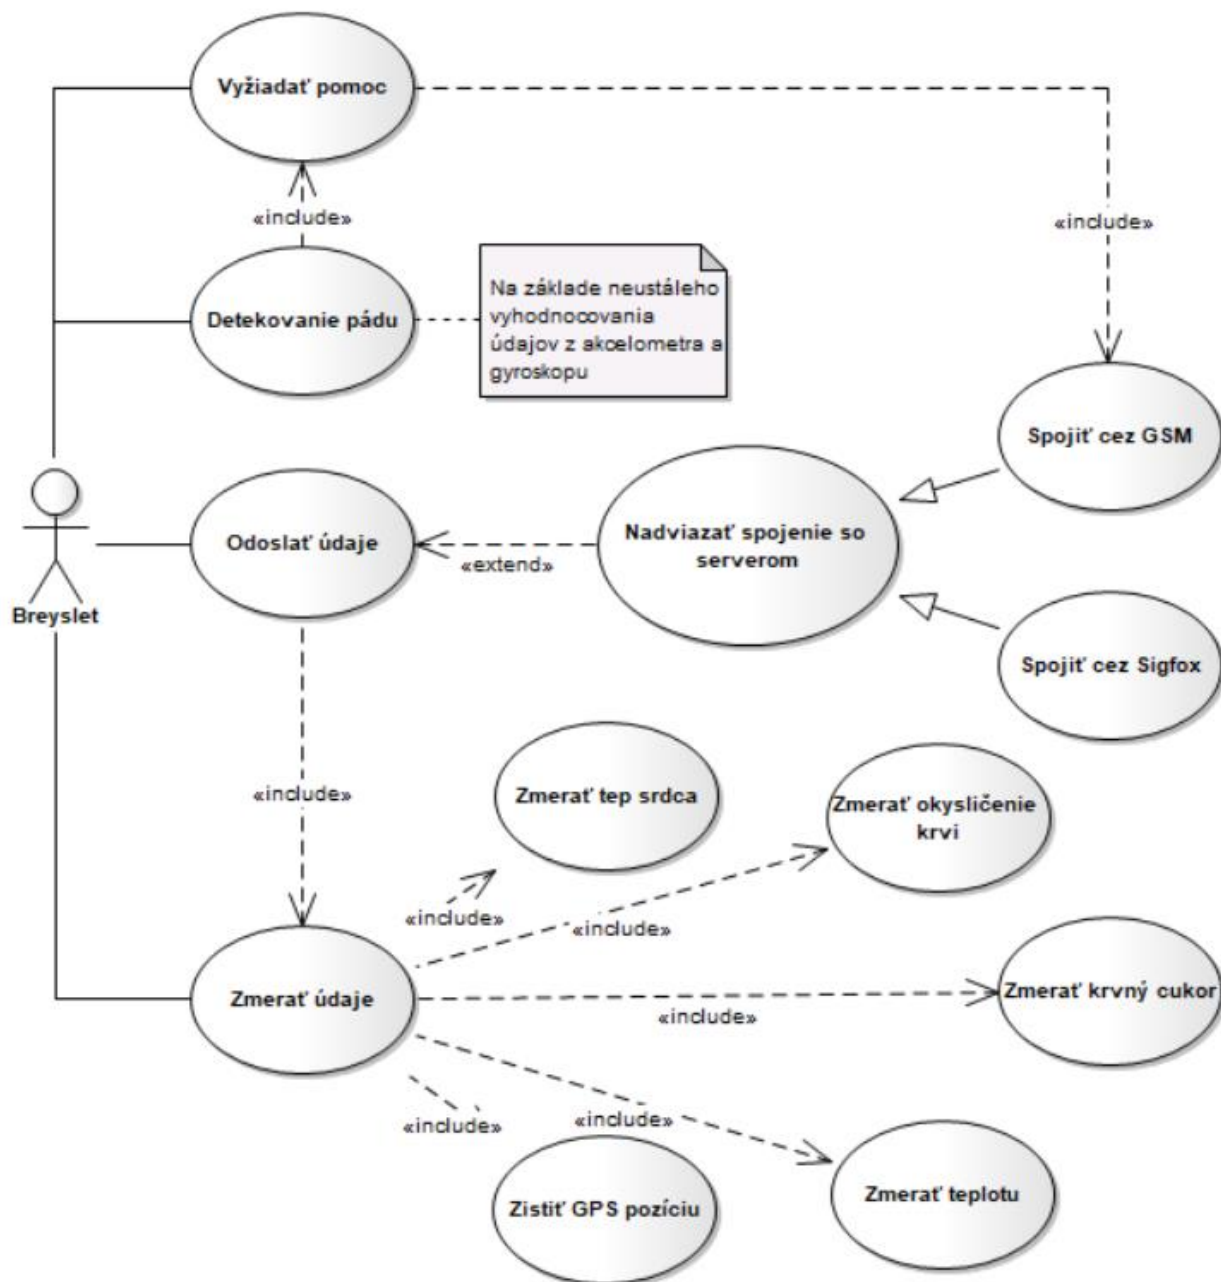 Vyžiadať pomoc
«include»
«include»
Detekovanie pádu
Na základe neustáleho
vyhodnocovania
údajov z akcelometra a
gyroskopu
Spojiť cez GSM
Odoslať údaje
«extend»
Nadviazať spojenie so
serverom
Breyslet
Spojiť cez Sigfox
«include»
Zmerať tep srdca
Zmerať okysličenie
krvi
«include»
«include»
Zmerať údaje
Zmerať krvný cukor
«include»
«include»
«include»
Zistiť GPS pozíciu
Zmerať teplotu